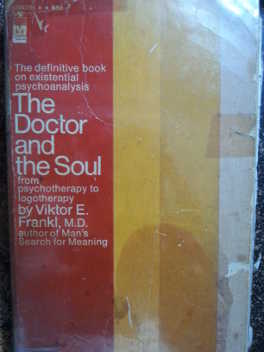 The definitive book
on existential
psychoanalysis
The
Doctor
and
the Soul
from
psychotherapy to
logotherapy
by Viktor E.
Frankl, M.D.
author of Man's
Search for Meaning